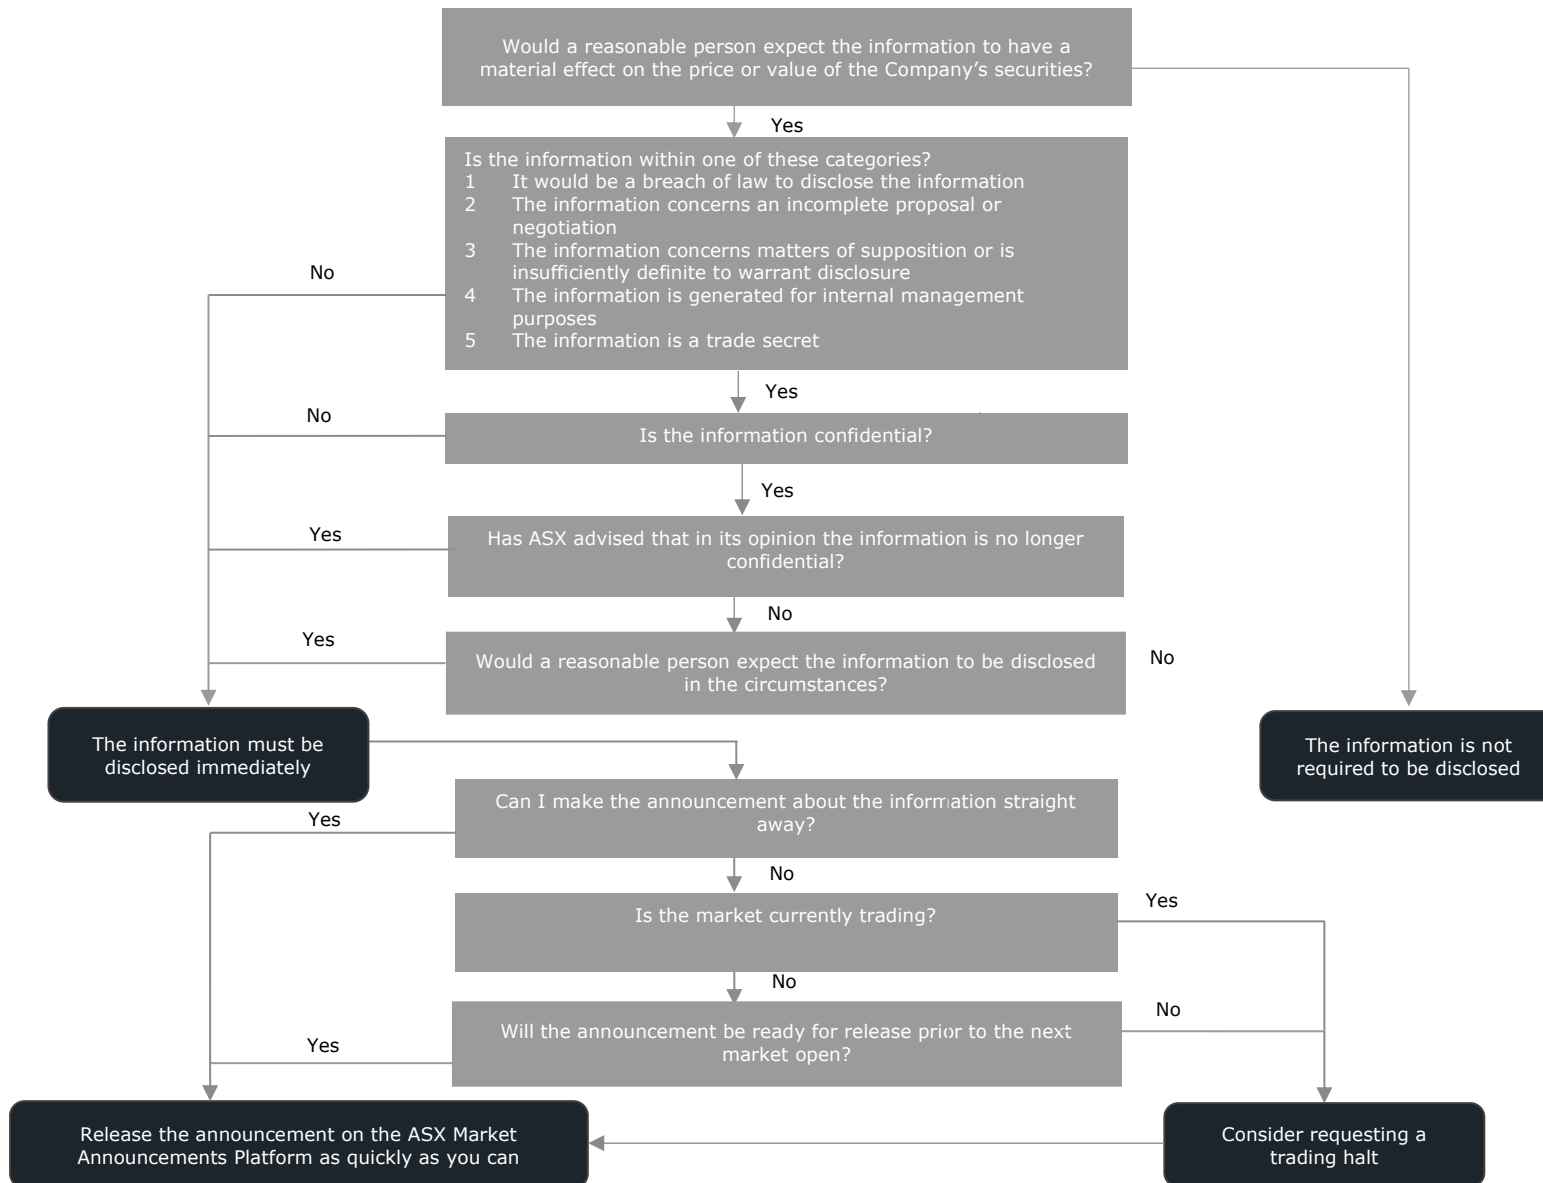 Would a reasonable person expect the information to have a
material effect on the price or value of the Company’s securities?
Yes
Is the information within one of these categories?
1 It would be a breach of law to disclose the information
2 The information concerns an incomplete proposal or
negotiation
3 The information concerns matters of supposition or is
insufficiently definite to warrant disclosure
4 The information is generated for internal management
purposes
5 The information is a trade secret
No
Yes
No
Is the information confidential?
Yes
Yes
Has ASX advised that in its opinion the information is no longer
confidential?
No
Yes
Would a reasonable person expect the information to be disclosed
in the circumstances?
No
The information must be
disclosed immediately
The information is not
required to be disclosed
Can I make the announcement about the information straight
away?
Yes
No
Is the market currently trading?
Yes
No
Will the announcement be ready for release prior to the next
market open?
No
Yes
Release the announcement on the ASX Market
Announcements Platform as quickly as you can
Consider requesting a
trading halt